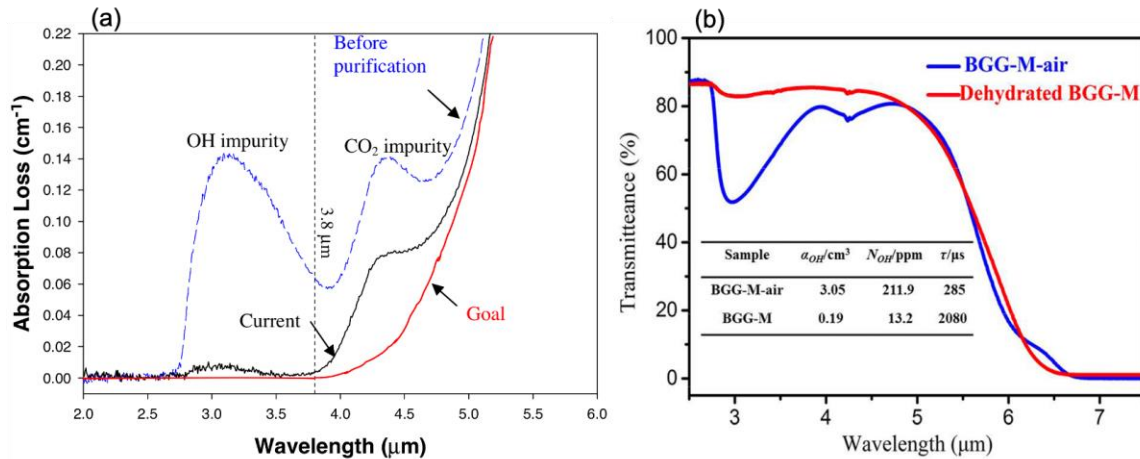 (a)
0.22
0.20
0.18
0.16
0.14
0.12
0.10
0.08
0.06
0.04
0.02
0.00
Absorption Loss (cm⁻¹)
Before
purification
OH impurity
CO₂ impurity
3.8 µm
Current
Goal
2.0 2.5 3.0 3.5 4.0 4.5 5.0 5.5 6.0
Wavelength (µm)
(b)
100
80
60
40
20
0
Transmitteance (%)
BGG-M-air
Dehydrated BGG-M
Sample α_OH/cm³ N_OH/ppm τ/µs
BGG-M-air 3.05 211.9 285
BGG-M 0.19 13.2 2080
3 4 5 6 7
Wavelength (µm)